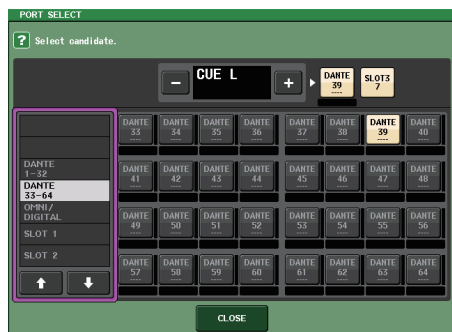 PORT SELECT
? Select candidate.
− CUE L + DANTE 39 ---- SLOT3 7
DANTE 33 ---- DANTE 34 ---- DANTE 35 ---- DANTE 36 ---- DANTE 37 ---- DANTE 38 ---- DANTE 39 ---- DANTE 40 ----
DANTE 41 ---- DANTE 42 ---- DANTE 43 ---- DANTE 44 ---- DANTE 45 ---- DANTE 46 ---- DANTE 47 ---- DANTE 48 ----
DANTE 49 ---- DANTE 50 ---- DANTE 51 ---- DANTE 52 ---- DANTE 53 ---- DANTE 54 ---- DANTE 55 ---- DANTE 56 ----
DANTE 57 ---- DANTE 58 ---- DANTE 59 ---- DANTE 60 ---- DANTE 61 ---- DANTE 62 ---- DANTE 63 ---- DANTE 64 ----
DANTE
1-32
DANTE
33-64
OMNI/
DIGITAL
SLOT 1
SLOT 2
CLOSE